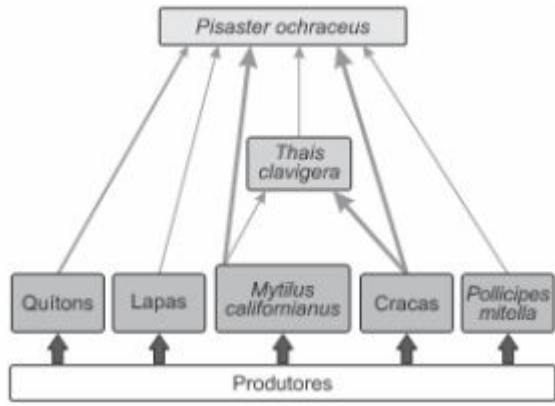 Pisaster ochraceus
Thais
clavigera
Quítons
Lapas
Mytilus
californianus
Cracas
Pollicipes
mitella
Produtores